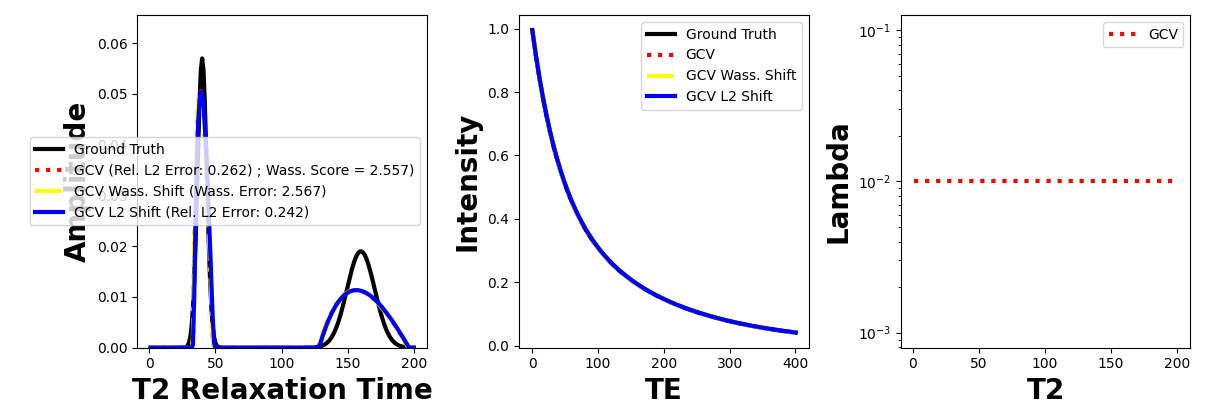 0.06
0.05
0.04
0.03
0.02
0.01
0.00
Amplitude
Ground Truth
GCV (Rel. L2 Error: 0.262) ; Wass. Score = 2.557)
GCV Wass. Shift (Wass. Error: 2.567)
GCV L2 Shift (Rel. L2 Error: 0.242)
0 50 100 150 200
T2 Relaxation Time
1.0
0.8
0.6
0.4
0.2
0.0
Intensity
Ground Truth
GCV
GCV Wass. Shift
GCV L2 Shift
0 100 200 300 400
TE
10⁻¹
10⁻²
10⁻³
Lambda
GCV
0 50 100 150 200
T2